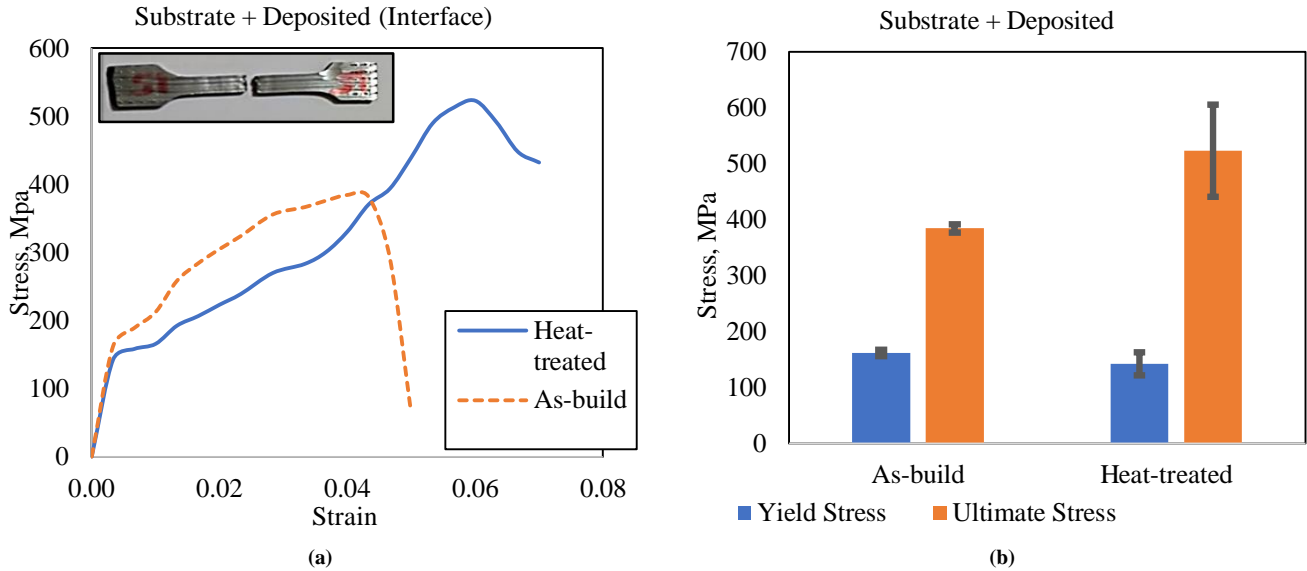 Substrate + Deposited (Interface)
600
500
400
300
200
100
0
Stress, Mpa
0.00 0.02 0.04 0.06 0.08
Strain
Heat-
treated
As-build
(a)
Substrate + Deposited
700
600
500
400
300
200
100
0
Stress, MPa
As-build Heat-treated
Yield Stress Ultimate Stress
(b)